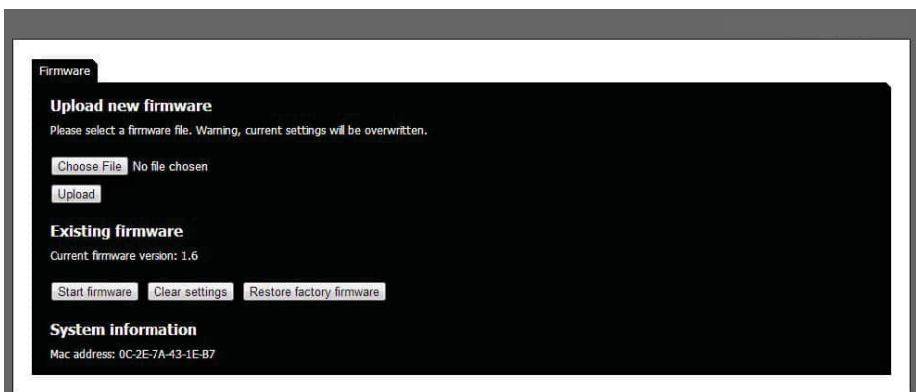 Firmware
Upload new firmware
Please select a firmware file. Warning, current settings will be overwritten.
Choose File No file chosen
Upload
Existing firmware
Current firmware version: 1.6
Start firmware Clear settings Restore factory firmware
System information
Mac address: 0C-2E-7A-43-1E-B7